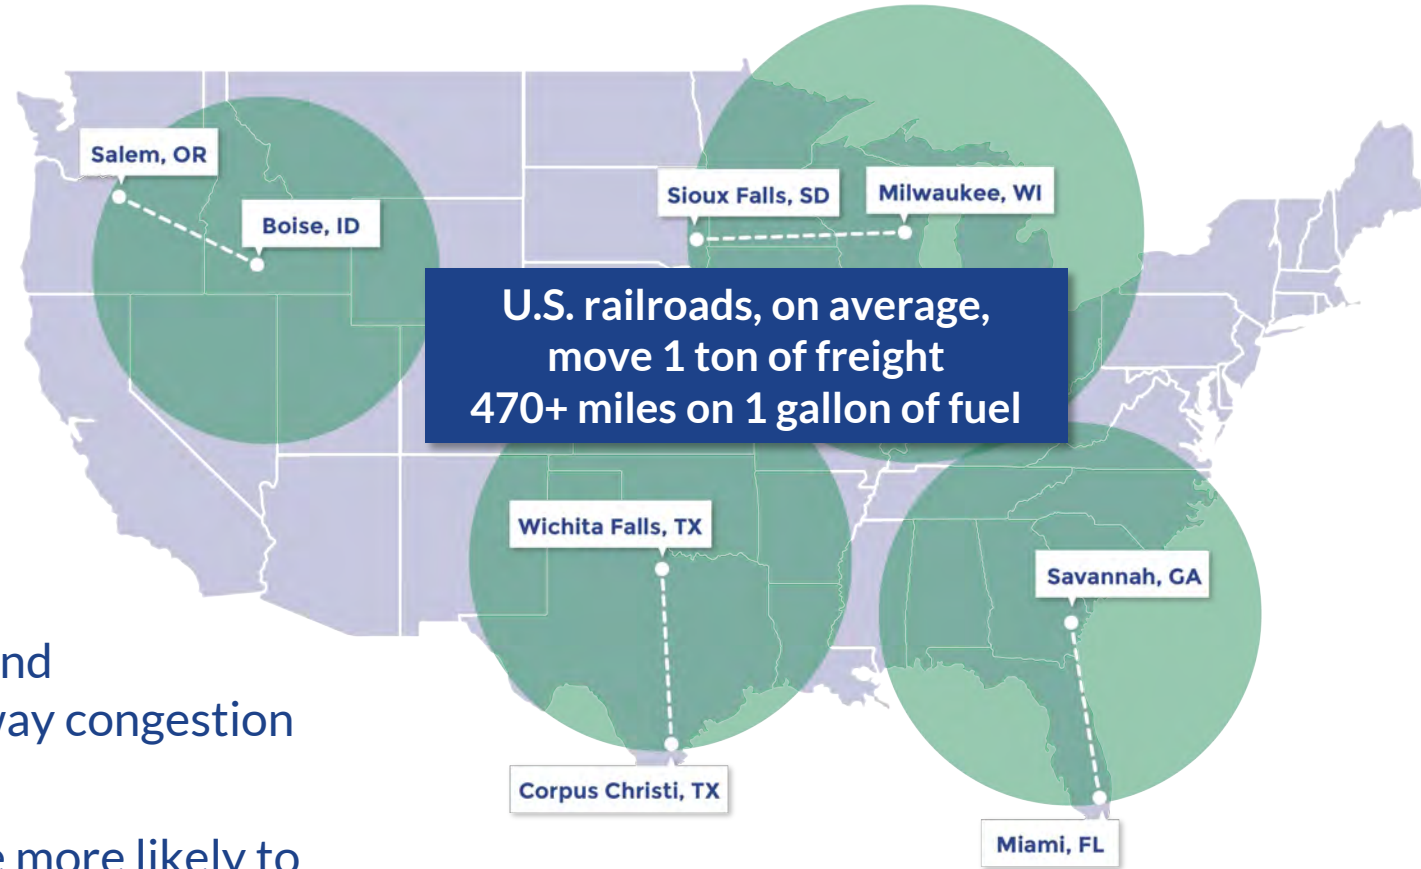 Salem, OR
Boise, ID
Sioux Falls, SD
Milwaukee, WI
U.S. railroads, on average,
move 1 ton of freight
470+ miles on 1 gallon of fuel
Wichita Falls, TX
Savannah, GA
Corpus Christi, TX
Miami, FL
nd
way congestion
e more likely to